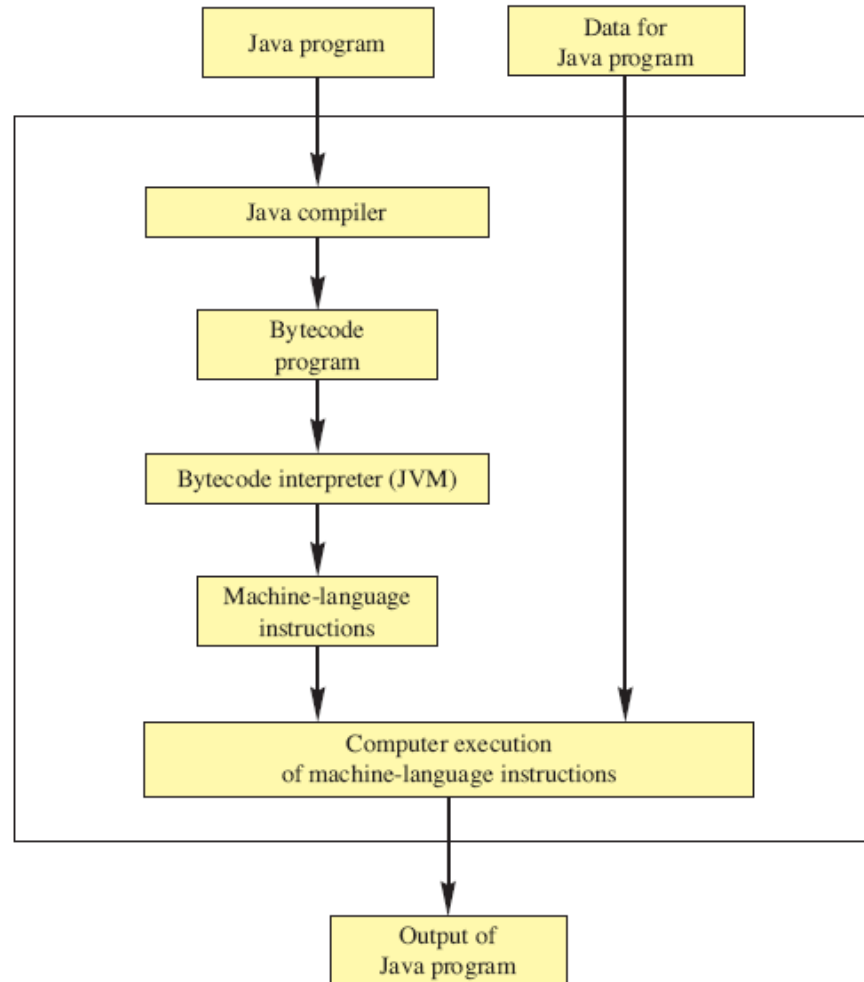 Java program
Data for
Java program
Java compiler
Bytecode
program
Bytecode interpreter (JVM)
Machine-language
instructions
Computer execution
of machine-language instructions
Output of
Java program